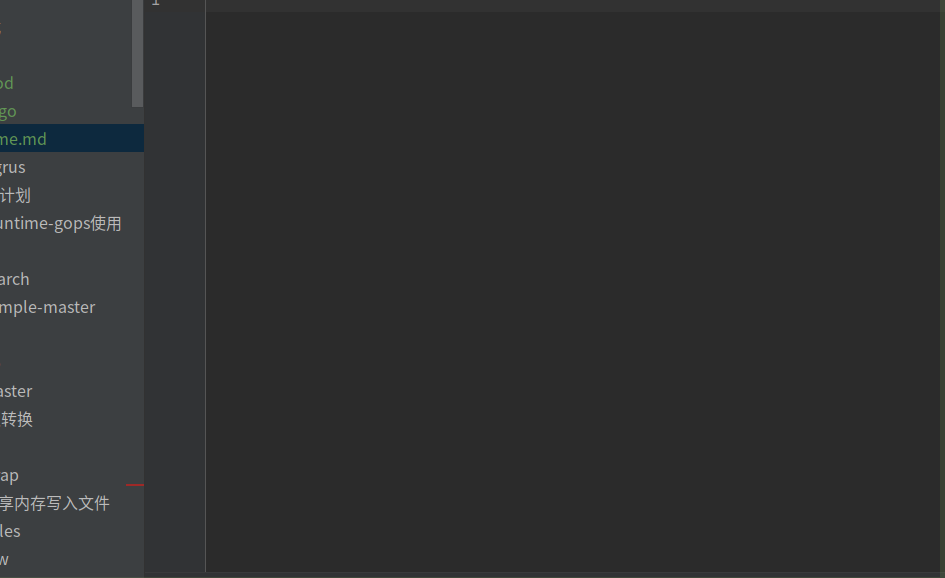 1
od
go
me.md
grus
计划
untime-gops使用
arch
mple-master
aster
转换
ap
享内存写入文件
les
w